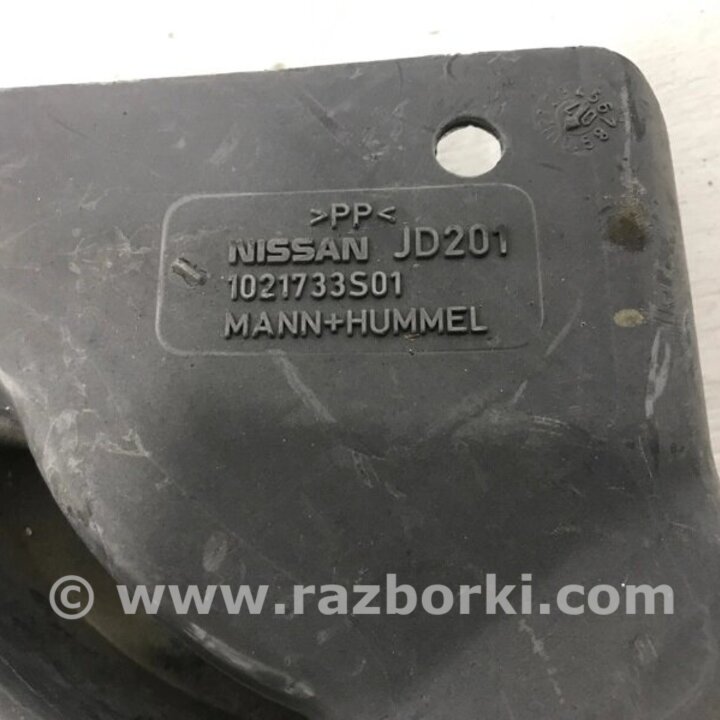 >PP<
NISSAN JD201
1021733S01
MANN+HUMMEL
© www.razborki.com